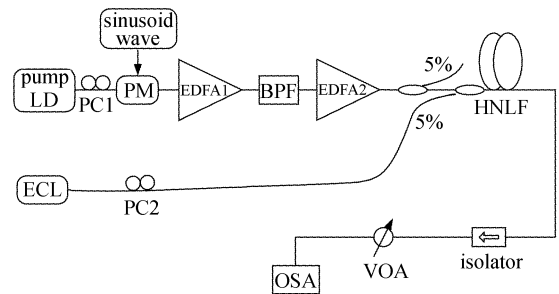 sinusoid
wave
pump
LD
PC1
PM
EDFA1
BPF
EDFA2
5%
HNLF
5%
ECL
PC2
OSA
VOA
isolator